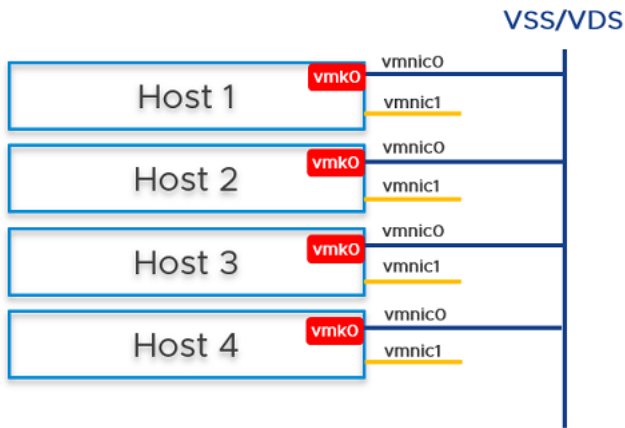 VSS/VDS
vmnic0
vmk0
Host 1
vmnic1
vmnic0
vmk0
Host 2
vmnic1
vmnic0
vmk0
Host 3
vmnic1
vmnic0
vmk0
Host 4
vmnic1